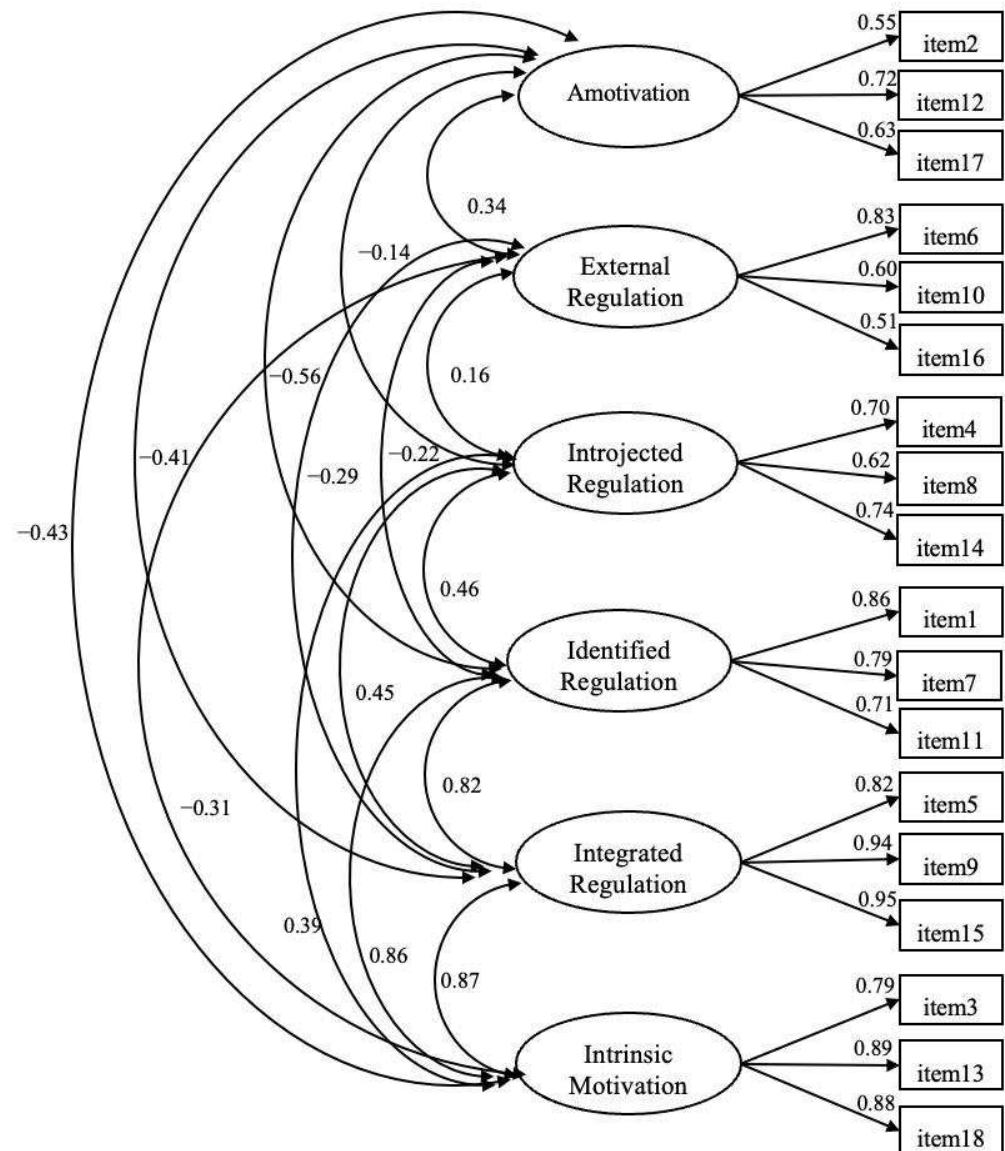 0.55
item2
Amotivation
0.72
item12
0.63
item17
0.34
0.83
item6
−0.14
External
Regulation
0.60
item10
0.51
item16
−0.56
0.16
0.70
item4
−0.41
−0.29
−0.22
Introjected
Regulation
0.62
item8
−0.43
0.74
item14
0.46
0.86
item1
Identified
Regulation
0.79
item7
0.45
0.71
item11
−0.31
0.82
0.82
item5
Integrated
Regulation
0.94
item9
0.39
0.86
0.87
0.95
item15
0.79
item3
Intrinsic
Motivation
0.89
item13
0.88
item18